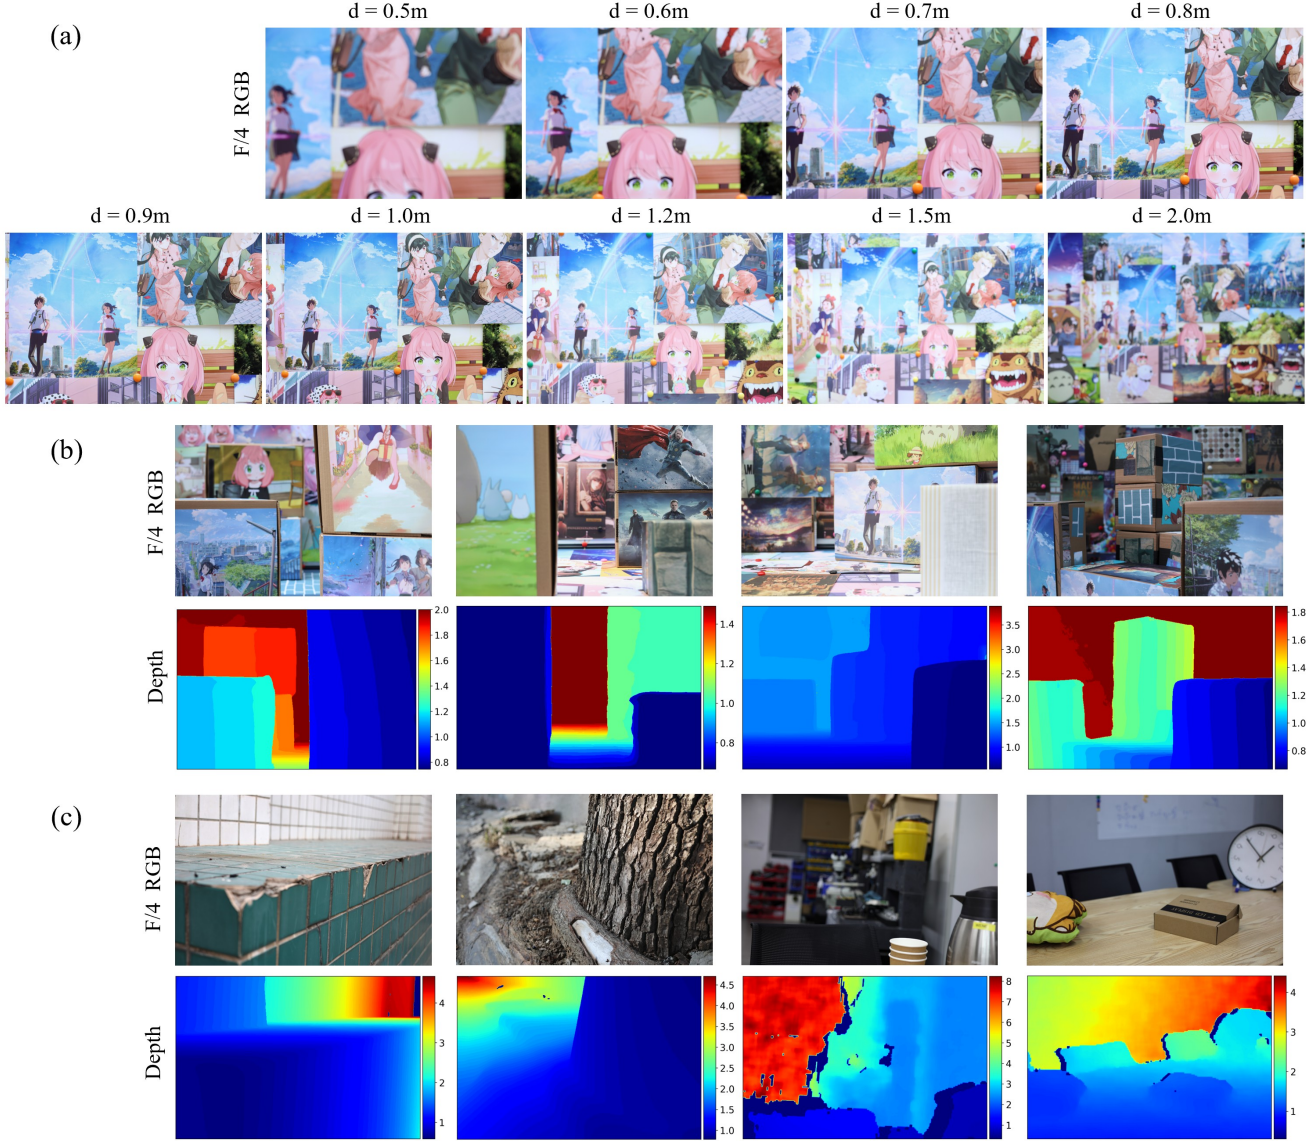 (a)
d = 0.5m
d = 0.6m
d = 0.7m
d = 0.8m
F/4 RGB
d = 0.9m
d = 1.0m
d = 1.2m
d = 1.5m
d = 2.0m
(b)
F/4 RGB
Depth
2.0
1.8
1.6
1.4
1.2
1.0
0.8
1.4
1.2
1.0
0.8
3.5
3.0
2.5
2.0
1.5
1.0
1.8
1.6
1.4
1.2
1.0
0.8
(c)
F/4 RGB
Depth
4
3
2
1
4.5
4.0
3.5
3.0
2.5
2.0
1.5
1.0
8
7
6
5
4
3
2
1
4
3
2
1